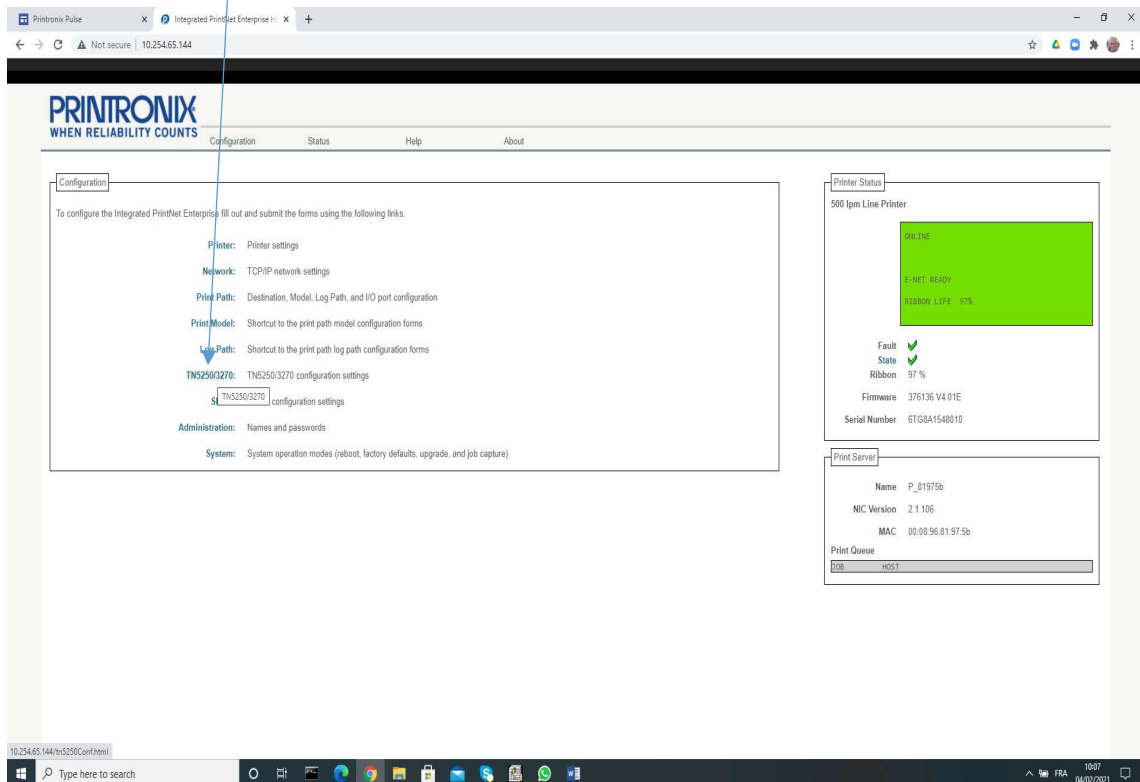 Printronix Pulse
Integrated PrintNet Enterprise H
Not secure | 10.254.65.144
PRINTRONIX
WHEN RELIABILITY COUNTS
Configuration Status Help About
Configuration
To configure the Integrated PrintNet Enterprise fill out and submit the forms using the following links.
Printer: Printer settings
Network: TCP/IP network settings
Print Path: Destination, Model, Log Path, and I/O port configuration
Print Model: Shortcut to the print path model configuration forms
Log Path: Shortcut to the print path log path configuration forms
TN5250/3270: TN5250/3270 configuration settings
TN5250/3270
configuration settings
Administration: Names and passwords
System: System operation modes (reboot, factory defaults, upgrade, and job capture)
Printer Status
500 lpm Line Printer
ONLINE
E-NET READY
RIBBON LIFE 97%
Fault
State
Ribbon 97 %
Firmware 376136 V4.01E
Serial Number 6TG8A1548010
Print Server
Name P_81975b
NIC Version 2.1.106
MAC 00:08:96:81:97:5b
Print Queue
JOB HOST
10.254.65.144/tn5250Conf.html
Type here to search
FRA
10:07
04/02/2021